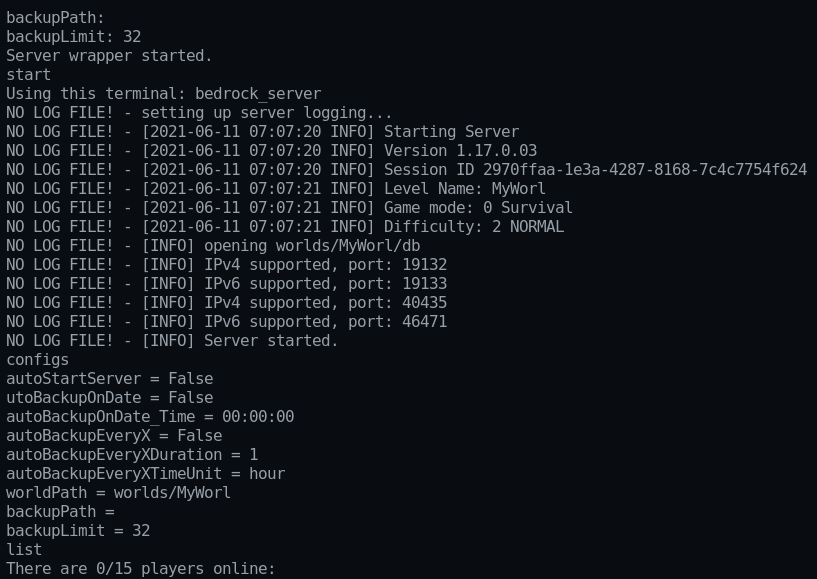 backupPath:
backupLimit: 32
Server wrapper started.
start
Using this terminal: bedrock_server
NO LOG FILE! - setting up server logging...
NO LOG FILE! - [2021-06-11 07:07:20 INFO] Starting Server
NO LOG FILE! - [2021-06-11 07:07:20 INFO] Version 1.17.0.03
NO LOG FILE! - [2021-06-11 07:07:20 INFO] Session ID 2970ffaa-1e3a-4287-8168-7c4c7754f624
NO LOG FILE! - [2021-06-11 07:07:21 INFO] Level Name: MyWorl
NO LOG FILE! - [2021-06-11 07:07:21 INFO] Game mode: 0 Survival
NO LOG FILE! - [2021-06-11 07:07:21 INFO] Difficulty: 2 NORMAL
NO LOG FILE! - [INFO] opening worlds/MyWorl/db
NO LOG FILE! - [INFO] IPv4 supported, port: 19132
NO LOG FILE! - [INFO] IPv6 supported, port: 19133
NO LOG FILE! - [INFO] IPv4 supported, port: 40435
NO LOG FILE! - [INFO] IPv6 supported, port: 46471
NO LOG FILE! - [INFO] Server started.
configs
autoStartServer = False
utoBackupOnDate = False
autoBackupOnDate_Time = 00:00:00
autoBackupEveryX = False
autoBackupEveryXDuration = 1
autoBackupEveryXTimeUnit = hour
worldPath = worlds/MyWorl
backupPath =
backupLimit = 32
list
There are 0/15 players online: